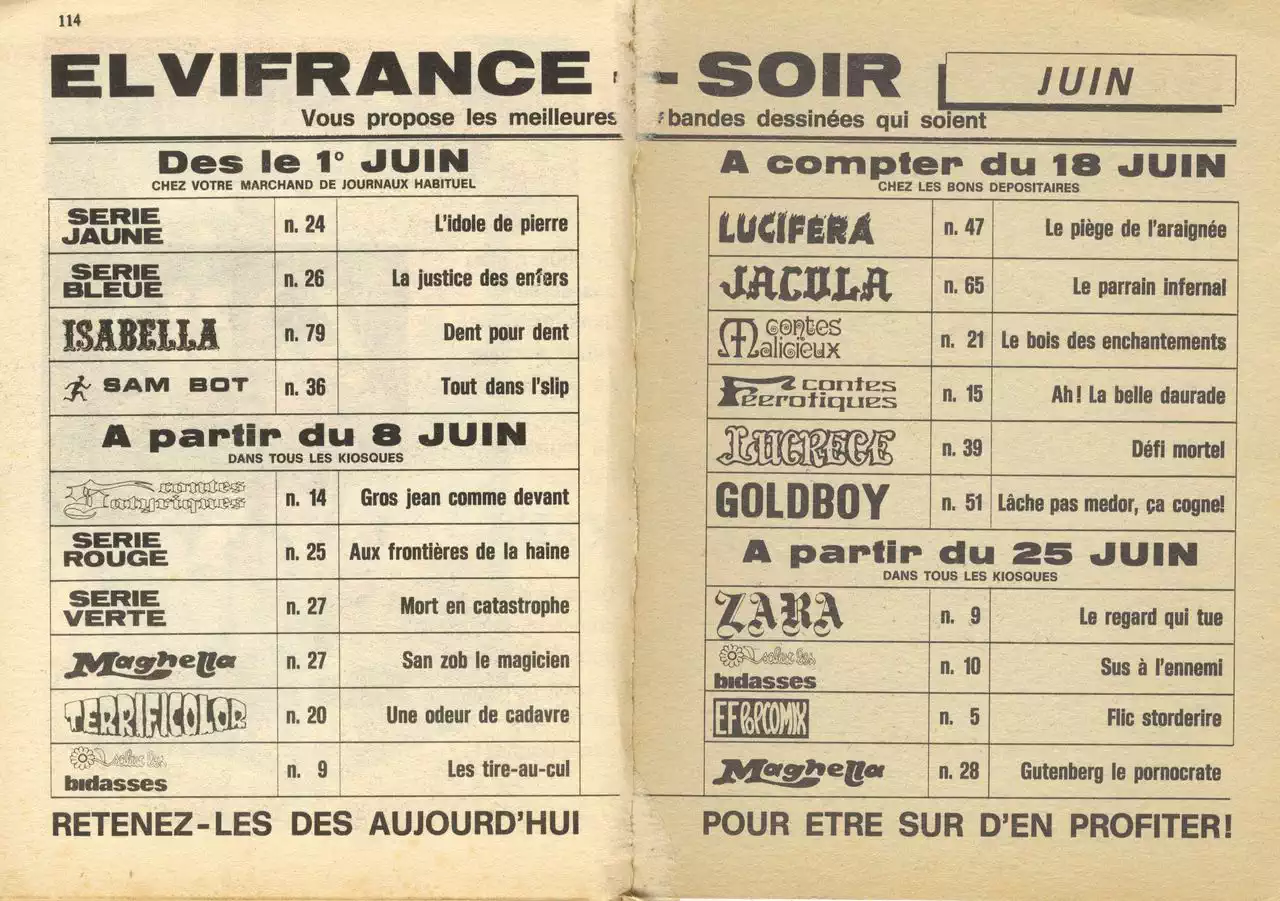 114
ELVIFRANCE - SOIR
JUIN
Vous propose les meilleures bandes dessinées qui soient
Des le 1º JUIN
CHEZ VOTRE MARCHAND DE JOURNAUX HABITUEL
SERIE JAUNE n. 24 L'idole de pierre
SERIE BLEUE n. 26 La justice des enfers
ISABELLA n. 79 Dent pour dent
SAM BOT n. 36 Tout dans l'slip
A partir du 8 JUIN
DANS TOUS LES KIOSQUES
contes Satyriques n. 14 Gros jean comme devant
SERIE ROUGE n. 25 Aux frontières de la haine
SERIE VERTE n. 27 Mort en catastrophe
Maghella n. 27 San zob le magicien
TERRIFICOLOR n. 20 Une odeur de cadavre
Salut les bidasses n. 9 Les tire-au-cul
RETENEZ-LES DES AUJOURD'HUI
A compter du 18 JUIN
CHEZ LES BONS DEPOSITAIRES
LUCIFERA n. 47 Le piège de l'araignée
JACULA n. 65 Le parrain infernal
contes Malicieux n. 21 Le bois des enchantements
contes Féerotiques n. 15 Ah! La belle daurade
LUCRECE n. 39 Défi mortel
GOLDBOY n. 51 Lâche pas medor, ça cogne!
A partir du 25 JUIN
DANS TOUS LES KIOSQUES
ZARA n. 9 Le regard qui tue
Salut les bidasses n. 10 Sus à l'ennemi
EF POPCOMIX n. 5 Flic storderire
Maghella n. 28 Gutenberg le pornocrate
POUR ETRE SUR D'EN PROFITER!